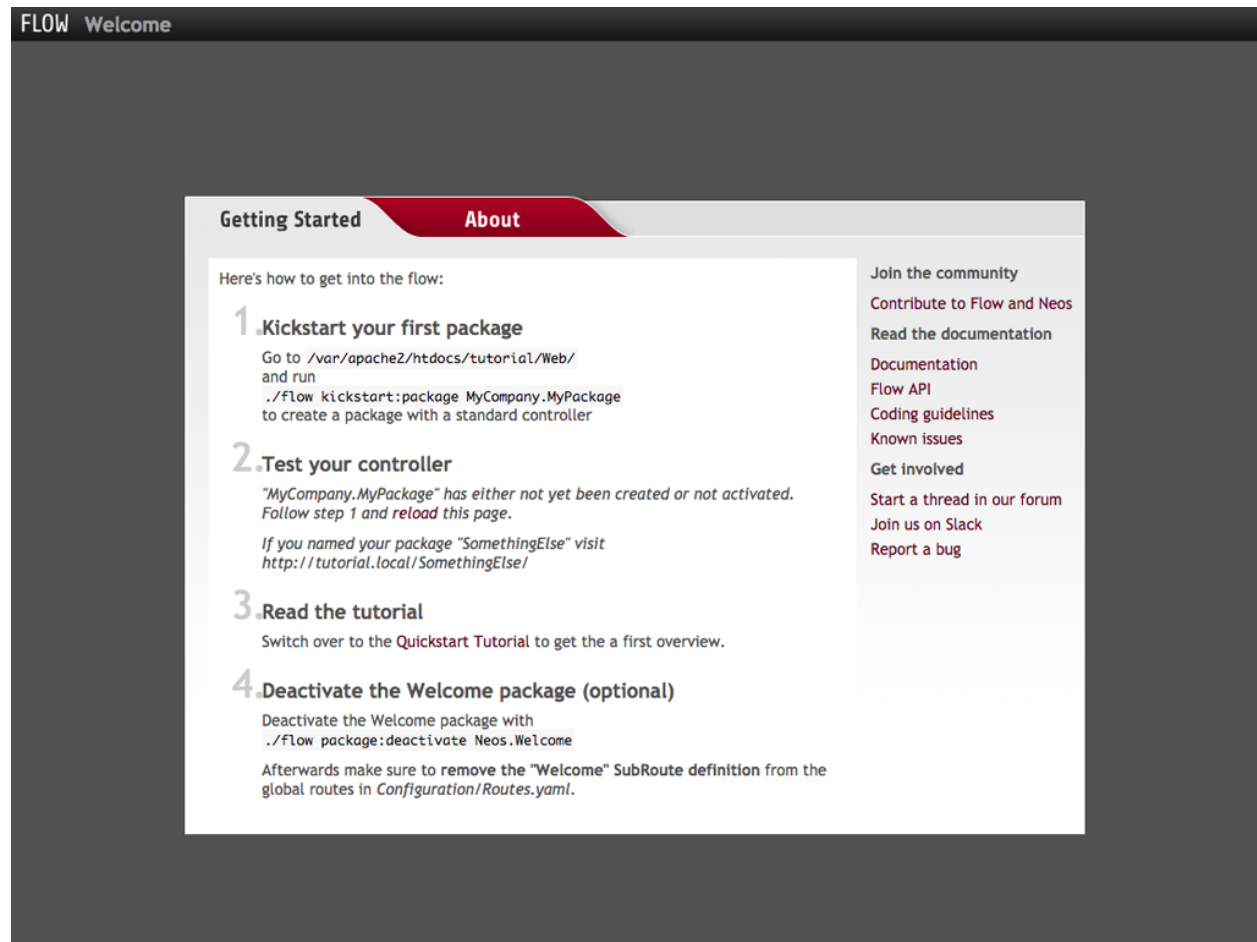 FLOW Welcome
Getting Started
About
Here's how to get into the flow:
1. Kickstart your first package
Go to /var/apache2/htdocs/tutorial/Web/
and run
./flow kickstart:package MyCompany.MyPackage
to create a package with a standard controller
2. Test your controller
"MyCompany.MyPackage" has either not yet been created or not activated.
Follow step 1 and reload this page.
If you named your package "SomethingElse" visit
http://tutorial.local/SomethingElse/
3. Read the tutorial
Switch over to the Quickstart Tutorial to get the a first overview.
4. Deactivate the Welcome package (optional)
Deactivate the Welcome package with
./flow package:deactivate Neos.Welcome
Afterwards make sure to remove the "Welcome" SubRoute definition from the
global routes in Configuration/Routes.yaml.
Join the community
Contribute to Flow and Neos
Read the documentation
Documentation
Flow API
Coding guidelines
Known issues
Get involved
Start a thread in our forum
Join us on Slack
Report a bug